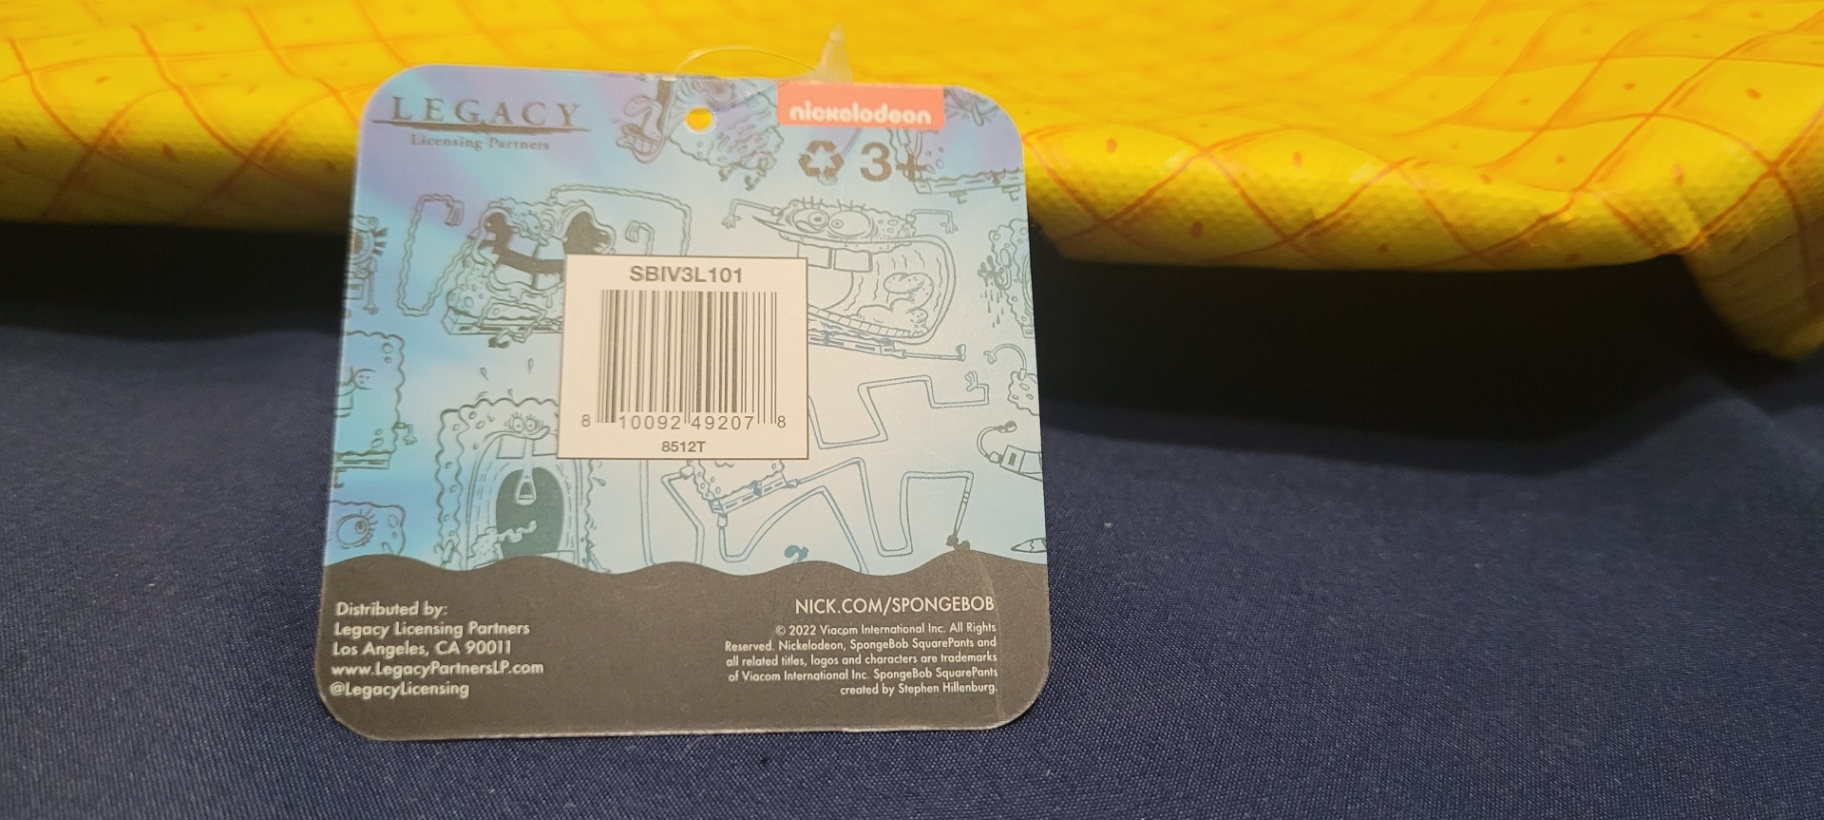 LEGACY
Licensing Partners
nickelodeon
3+
SBIV3L101
8 10092 49207 8
8512T
Distributed by:
Legacy Licensing Partners
Los Angeles, CA 90011
www.LegacyPartnersLP.com
@LegacyLicensing
NICK.COM/SPONGEBOB
© 2022 Viacom International Inc. All Rights
Reserved. Nickelodeon, SpongeBob SquarePants and
all related titles, logos and characters are trademarks
of Viacom International Inc. SpongeBob SquarePants
created by Stephen Hillenburg.